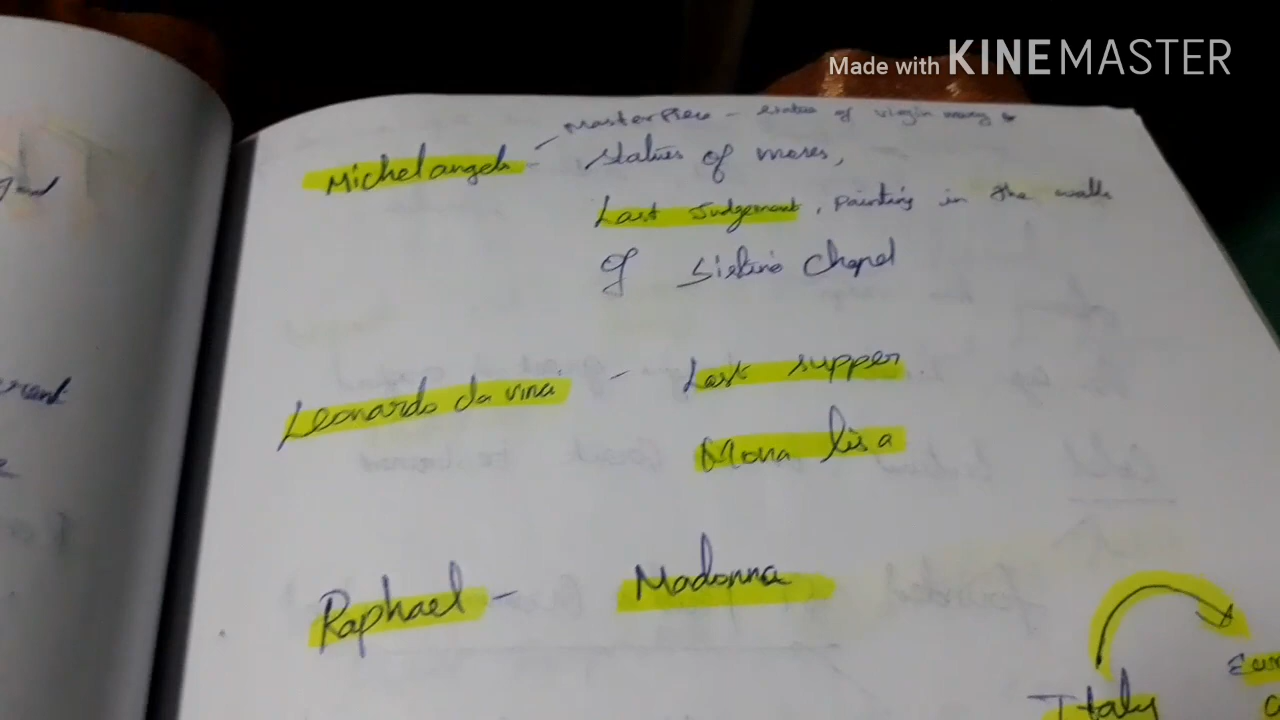 Made with KINEMASTER
Masterpiece - statue of virgin mary &
Michelangelo - statues of moses,
Last Judgement, painting in the walls
of Sistine Chapel
Leonardo da vinci - Last supper
Mona lisa
Raphael - Madonna
Italy